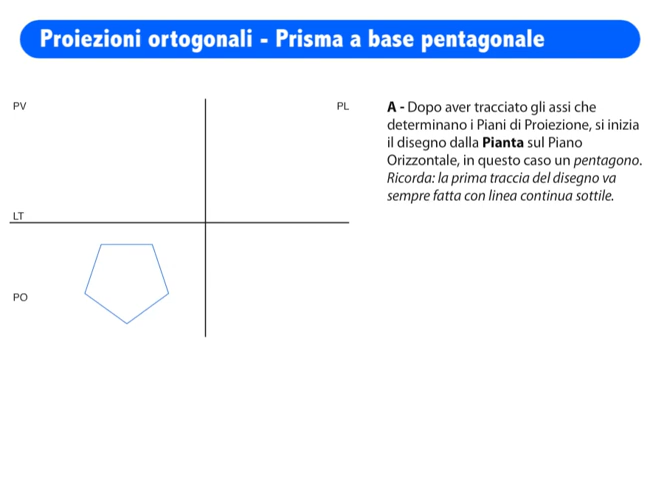 Proiezioni ortogonali - Prisma a base pentagonale
PV
PL
A - Dopo aver tracciato gli assi che
determinano i Piani di Proiezione, si inizia
il disegno dalla Pianta sul Piano
Orizzontale, in questo caso un pentagono.
Ricorda: la prima traccia del disegno va
sempre fatta con linea continua sottile.
LT
PO